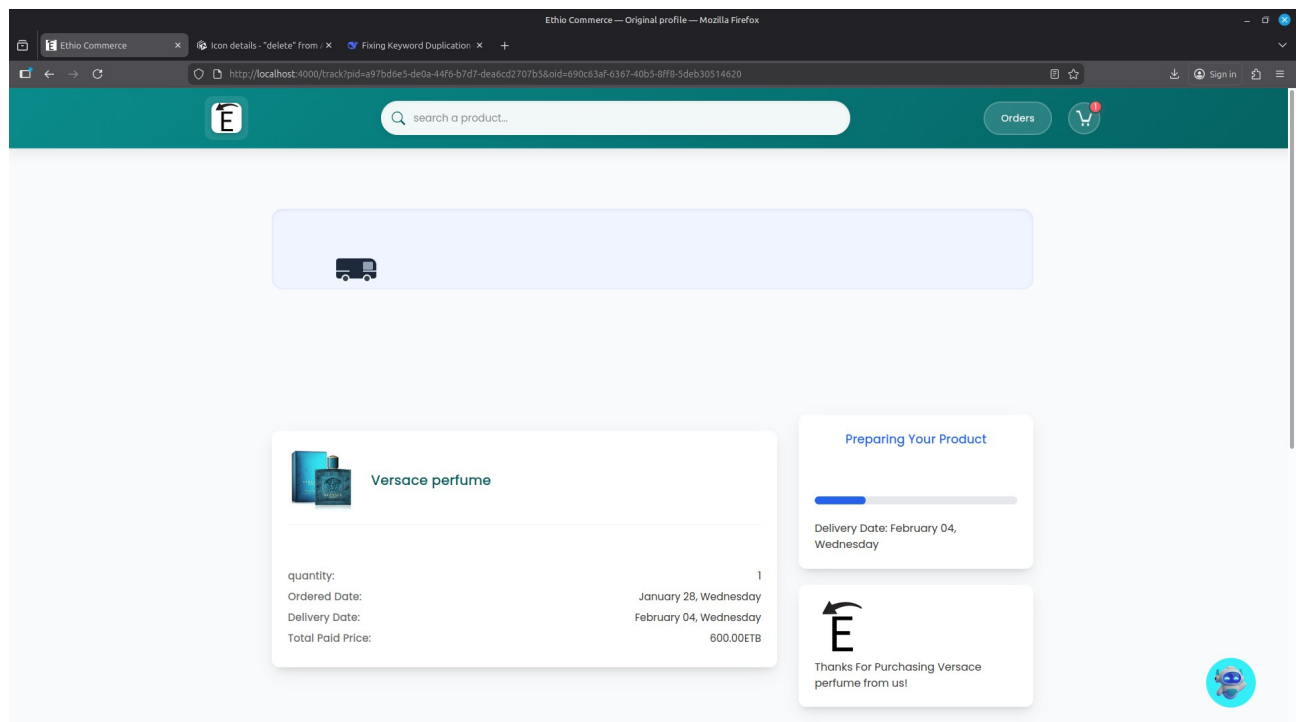 Ethio Commerce — Original profile — Mozilla Firefox
Ethio Commerce
Icon details - "delete" from
Fixing Keyword Duplication
http://localhost:4000/track?pid=a97bd6e5-de0a-44f6-b7d7-dea6cd2707b5&oid=690c63af-6367-40b5-8ff8-5deb30514620
Sign in
E
search a product...
Orders
1
Preparing Your Product
Versace perfume
Delivery Date: February 04,
Wednesday
quantity: 1
Ordered Date: January 28, Wednesday
Delivery Date: February 04, Wednesday
Total Paid Price: 600.00ETB
E
Thanks For Purchasing Versace
perfume from us!